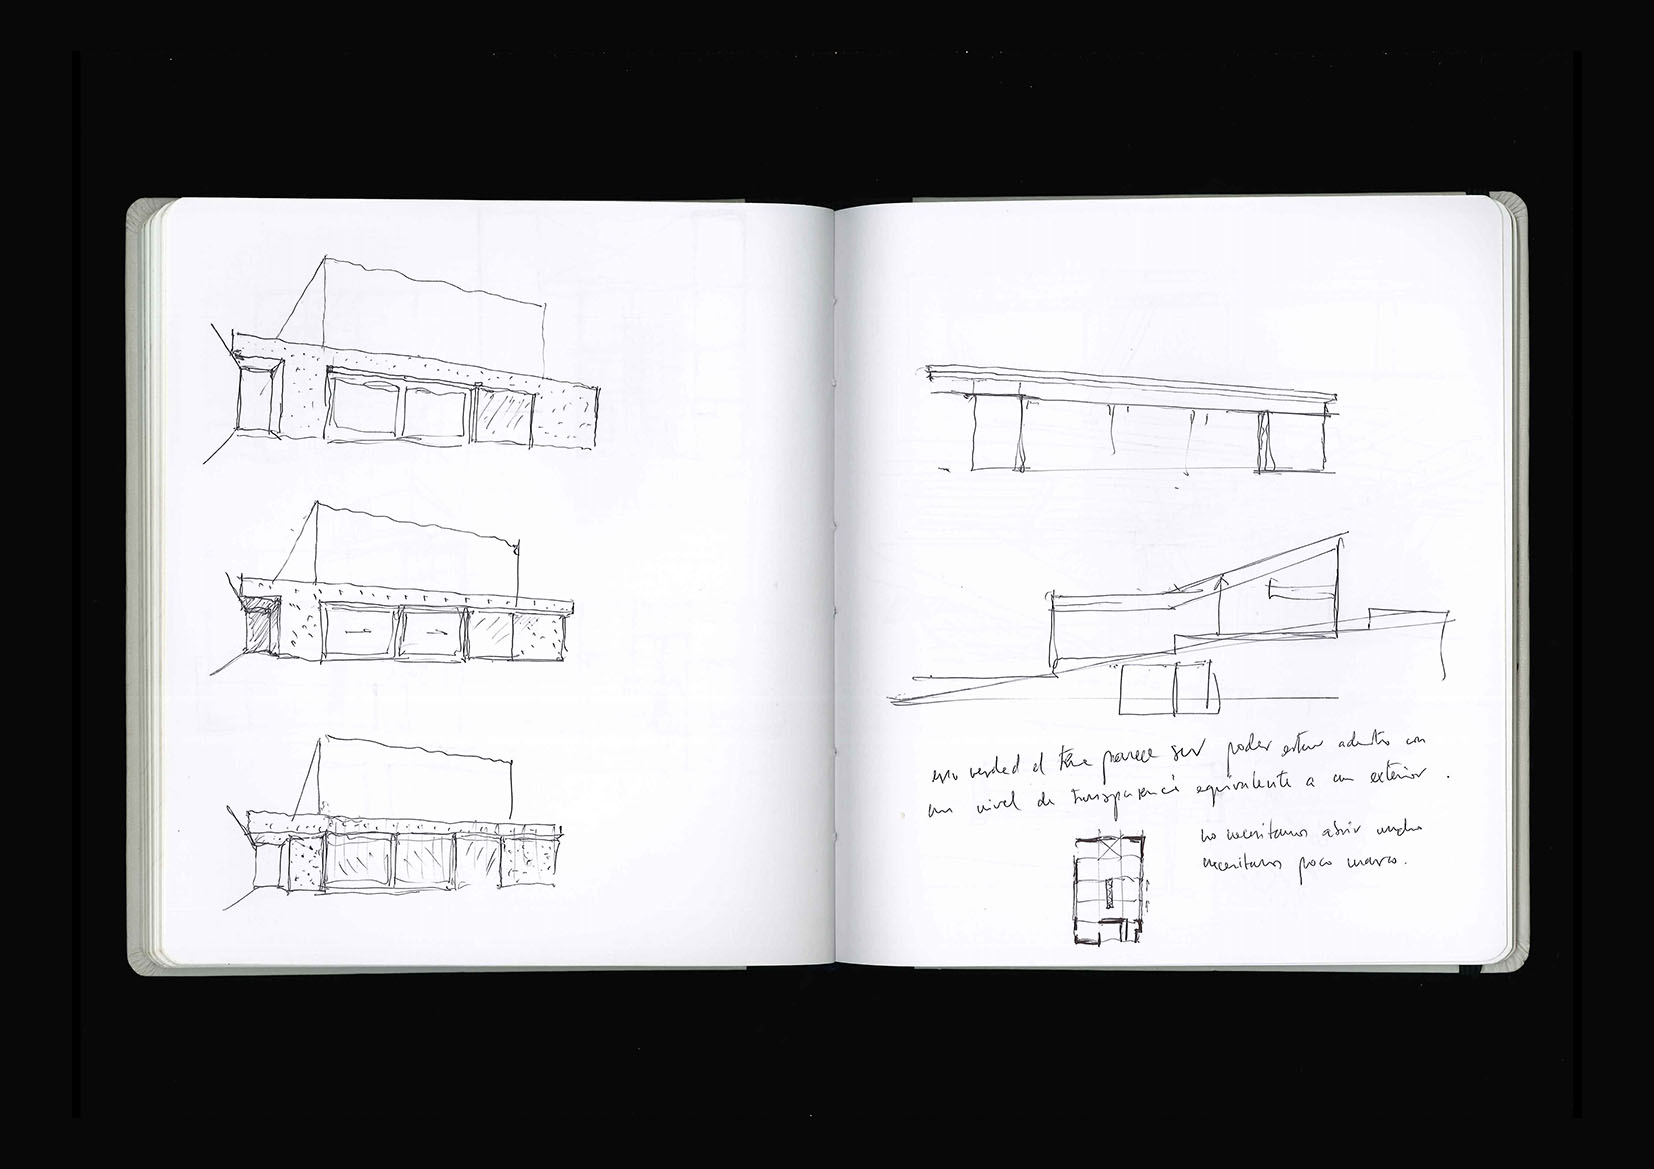 verdad el tema parece ser poder estar adentro con
un nivel de transparencia equivalente a un exterior.
no necesitamos abrir mucho
necesitamos poco marco.